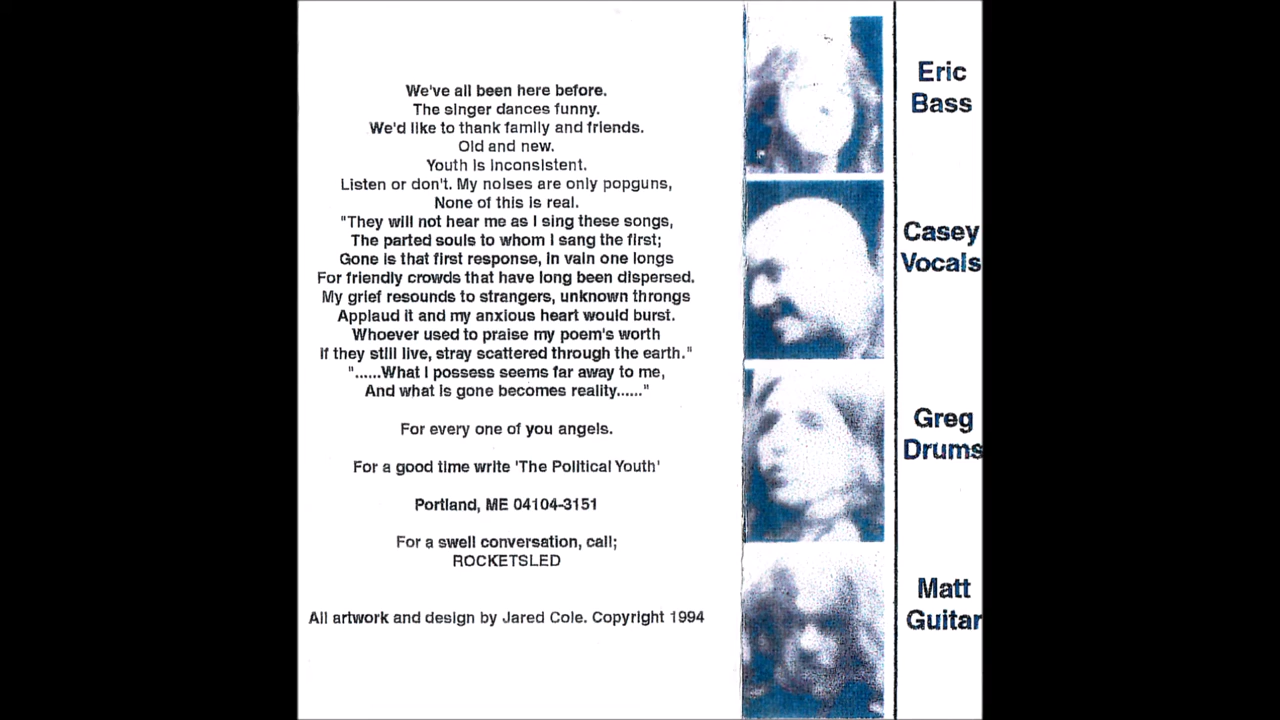 We've all been here before.
The singer dances funny.
We'd like to thank family and friends.
Old and new.
Youth is inconsistent.
Listen or don't. My noises are only popguns,
None of this is real.
"They will not hear me as I sing these songs,
The parted souls to whom I sang the first;
Gone is that first response, in vain one longs
For friendly crowds that have long been dispersed.
My grief resounds to strangers, unknown throngs
Applaud it and my anxious heart would burst.
Whoever used to praise my poem's worth
if they still live, stray scattered through the earth."
"......What I possess seems far away to me,
And what is gone becomes reality......"
For every one of you angels.
For a good time write 'The Political Youth'
Portland, ME 04104-3151
For a swell conversation, call;
ROCKETSLED
All artwork and design by Jared Cole. Copyright 1994
Eric
Bass
Casey
Vocals
Greg
Drums
Matt
Guitar